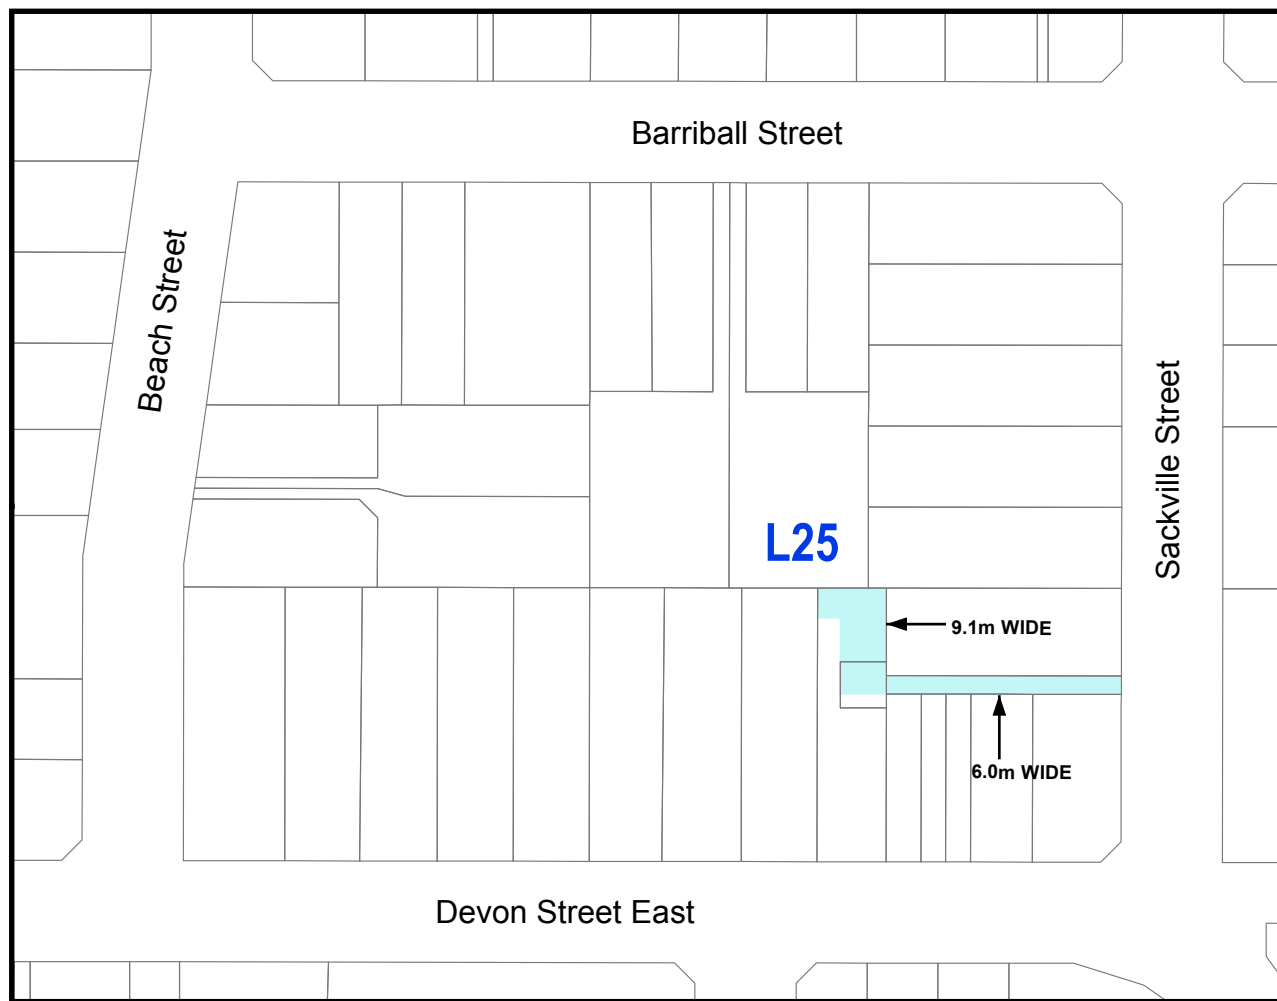 Barriball Street
Beach Street
Sackville Street
L25
9.1m WIDE
6.0m WIDE
Devon Street East